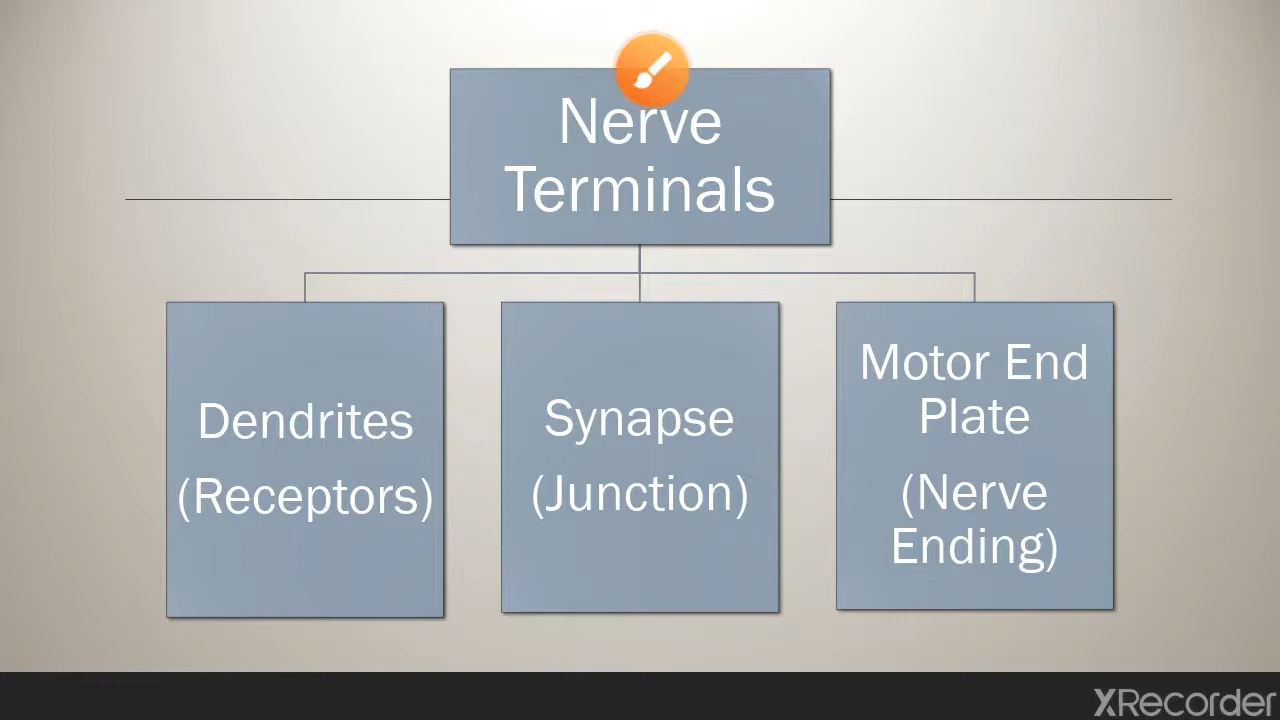 Nerve
Terminals
Dendrites
(Receptors)
Synapse
(Junction)
Motor End
Plate
(Nerve
Ending)
XRecorder